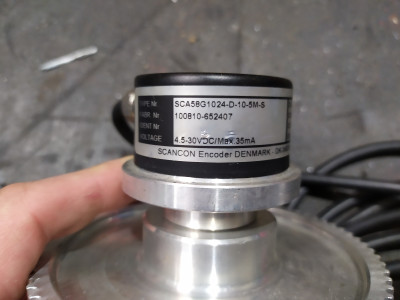 TYPE Nr SCA58G1024-D-10-5M-S
FABR. Nr 100810-652407
IDENT Nr
VOLTAGE 4.5-30VDC/Max.35mA
SCANCON Encoder DENMARK